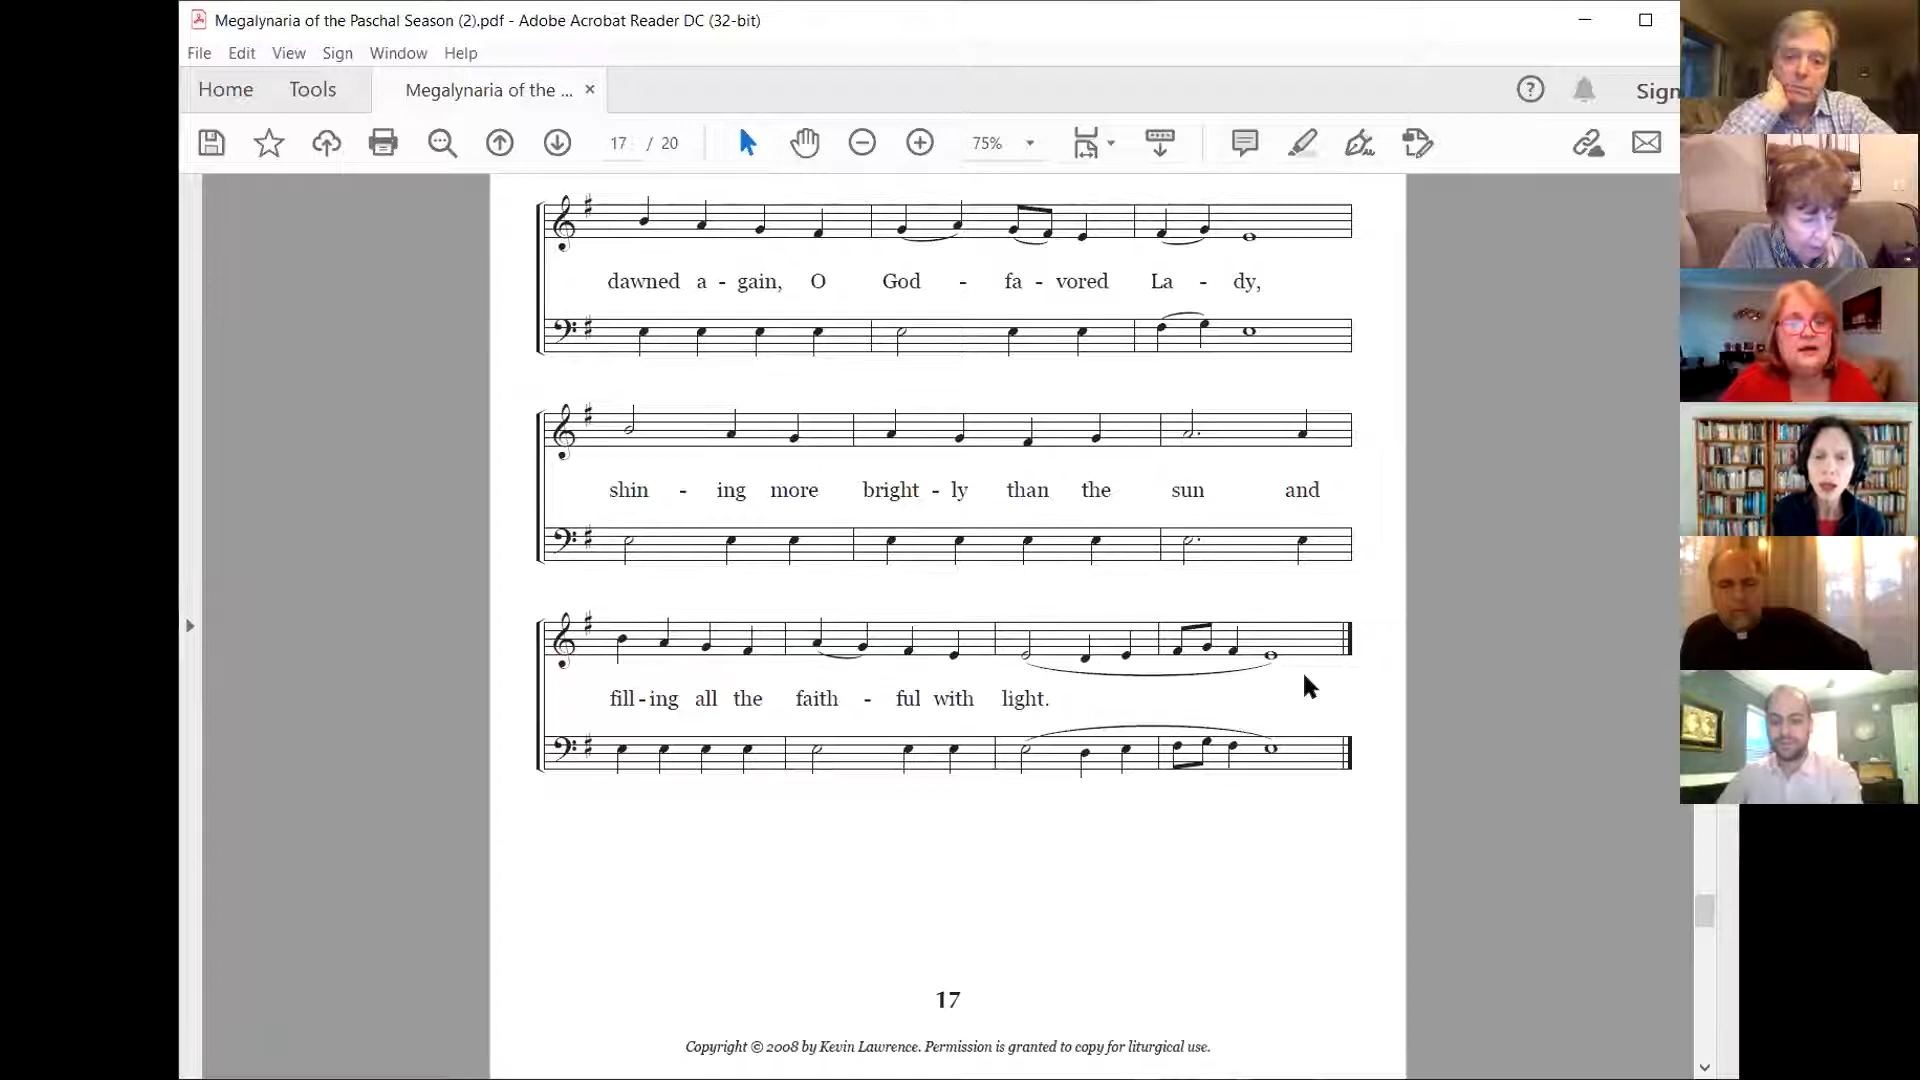 Megalynaria of the Paschal Season (2).pdf - Adobe Acrobat Reader DC (32-bit)
File Edit View Sign Window Help
Home Tools Megalynaria of the ... × Sign
17 / 20 75%
dawned a - gain, O God - fa - vored La - dy,
shin - ing more bright - ly than the sun and
fill - ing all the faith - ful with light.
17
Copyright © 2008 by Kevin Lawrence. Permission is granted to copy for liturgical use.